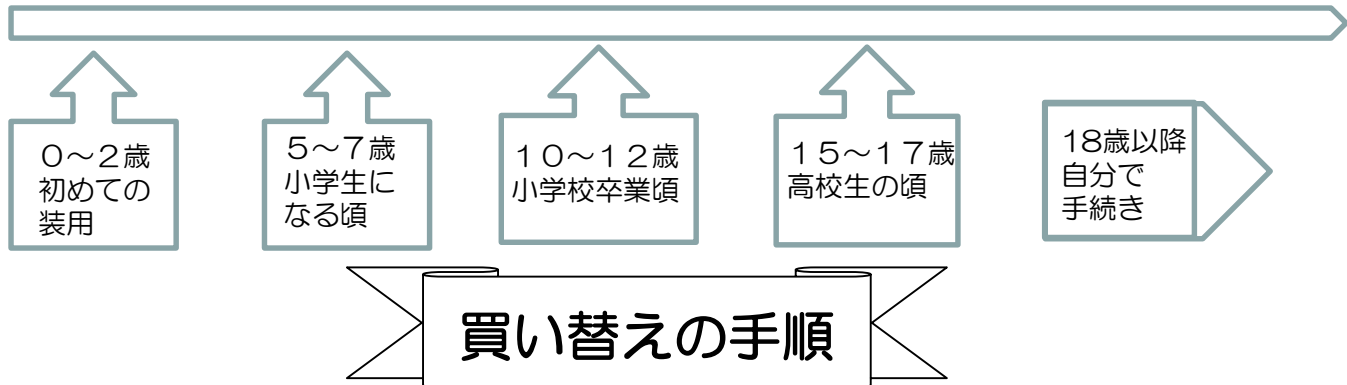 ０～２歳
初めての
装用
５～７歳
小学生に
なる頃
１０～１２歳
小学校卒業頃
１５～１７歳
高校生の頃
18歳以降
自分で
手続き
買い替えの手順